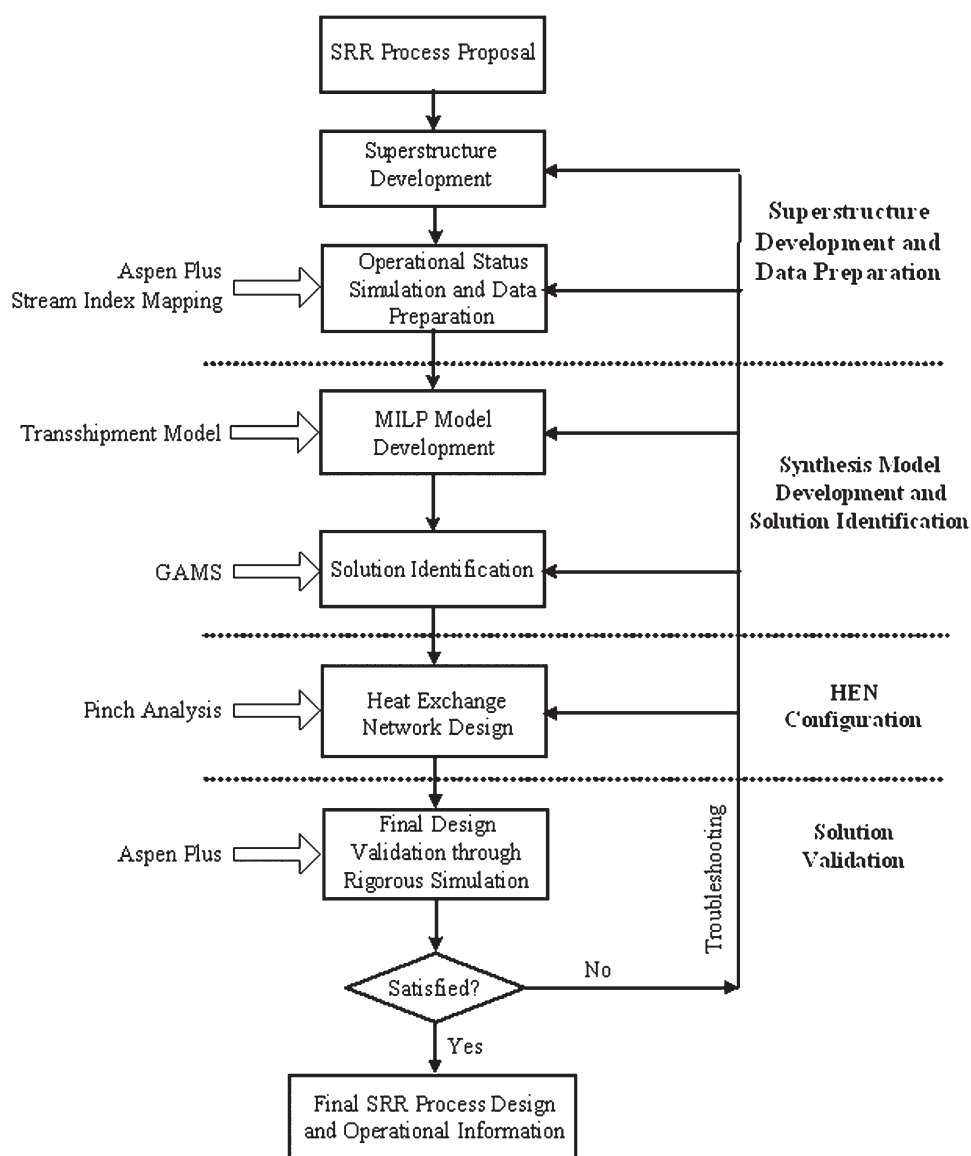 SRR Process Proposal
Superstructure
Development
Superstructure
Development and
Data Preparation
Aspen Plus
Stream Index Mapping
Operational Status
Simulation and Data
Preparation
Transshipment Model
MILP Model
Development
Synthesis Model
Development and
Solution Identification
GAMS
Solution Identification
Pinch Analysis
Heat Exchange
Network Design
HEN
Configuration
Aspen Plus
Final Design
Validation through
Rigorous Simulation
Troubleshooting
Solution
Validation
Satisfied?
No
Yes
Final SRR Process Design
and Operational Information